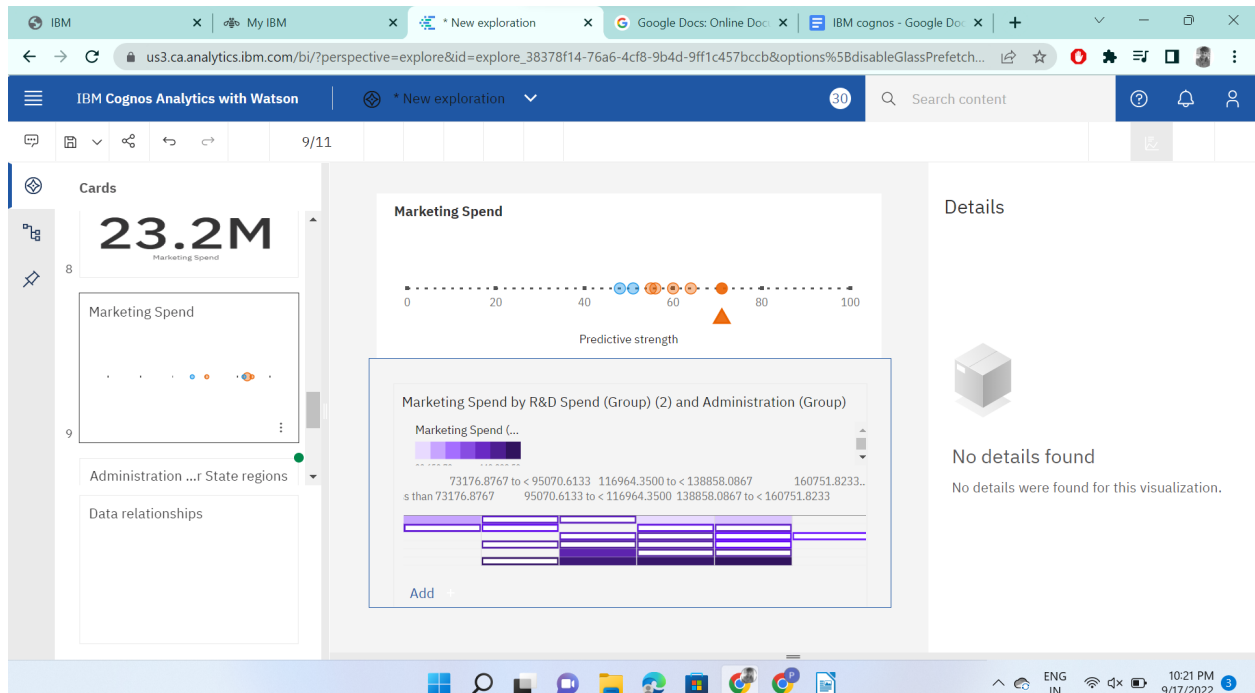 IBM
My IBM
* New exploration
Google Docs: Online Doc
IBM cognos - Google Doc
us3.ca.analytics.ibm.com/bi/?perspective=explore&id=explore_38378f14-76a6-4cf8-9b4d-9ff1c457bccb&options%5BdisableGlassPrefetch...
IBM Cognos Analytics with Watson
* New exploration
30
Search content
9/11
Cards
23.2M
Marketing Spend
8
Marketing Spend
9
Administration ...r State regions
Data relationships
Marketing Spend
0 20 40 60 80 100
Predictive strength
Marketing Spend by R&D Spend (Group) (2) and Administration (Group)
Marketing Spend (...
73176.8767 to < 95070.6133 116964.3500 to < 138858.0867 160751.8233..
s than 73176.8767 95070.6133 to < 116964.3500 138858.0867 to < 160751.8233
Add +
Details
No details found
No details were found for this visualization.
ENG
IN
10:21 PM
9/17/2022
3